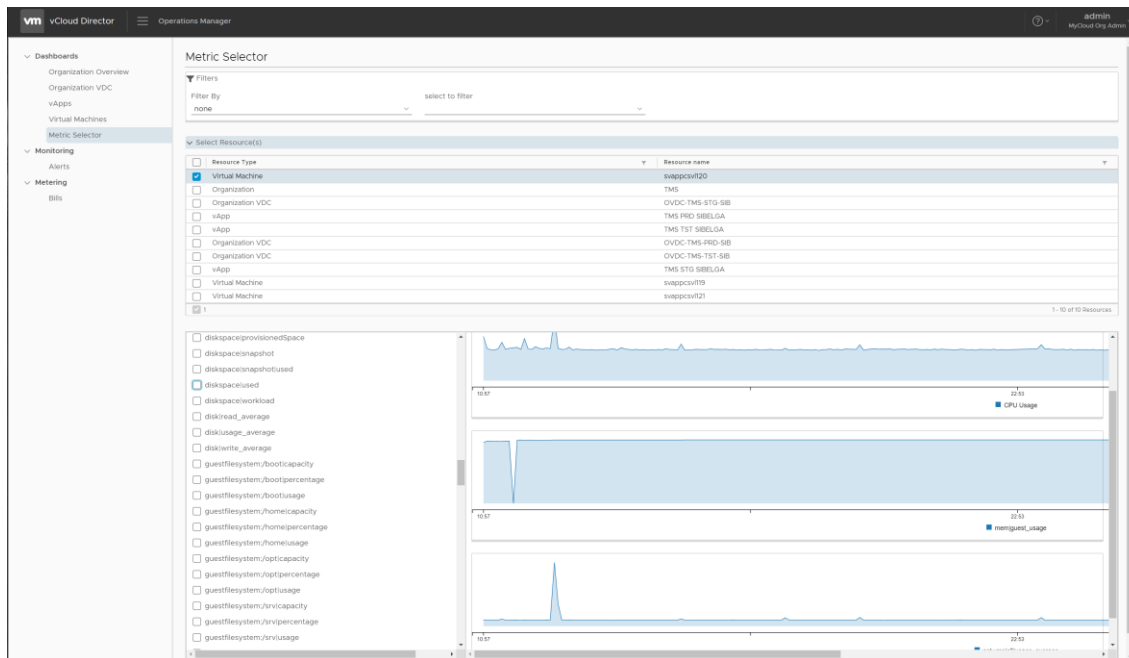 vm vCloud Director Operations Manager admin
MyCloud Org Admin
Dashboards
Organization Overview
Organization VDC
vApps
Virtual Machines
Metric Selector
Monitoring
Alerts
Metering
Bills
Metric Selector
Filters
Filter By select to filter
none
Select Resource(s)
Resource Type Resource name
Virtual Machine svappcsvl120
Organization TMS
Organization VDC OVDC-TMS-STG-SIB
vApp TMS PRD SIBELGA
vApp TMS TST SIBELGA
Organization VDC OVDC-TMS-PRD-SIB
Organization VDC OVDC-TMS-TST-SIB
vApp TMS STG SIBELGA
Virtual Machine svappcsvl119
Virtual Machine svappcsvl121
1 1 - 10 of 10 Resources
diskspace|provisionedSpace
diskspace|snapshot
diskspace|snapshot|used
diskspace|used
diskspace|workload
disk|read_average
disk|usage_average
disk|write_average
guestfilesystem:/boot|capacity
guestfilesystem:/boot|percentage
guestfilesystem:/boot|usage
guestfilesystem:/home|capacity
guestfilesystem:/home|percentage
guestfilesystem:/home|usage
guestfilesystem:/opt|capacity
guestfilesystem:/opt|percentage
guestfilesystem:/opt|usage
guestfilesystem:/srv|capacity
guestfilesystem:/srv|percentage
guestfilesystem:/srv|usage
10:57 22:53
CPU Usage
10:57 22:53
mem|guest_usage
10:57 22:53